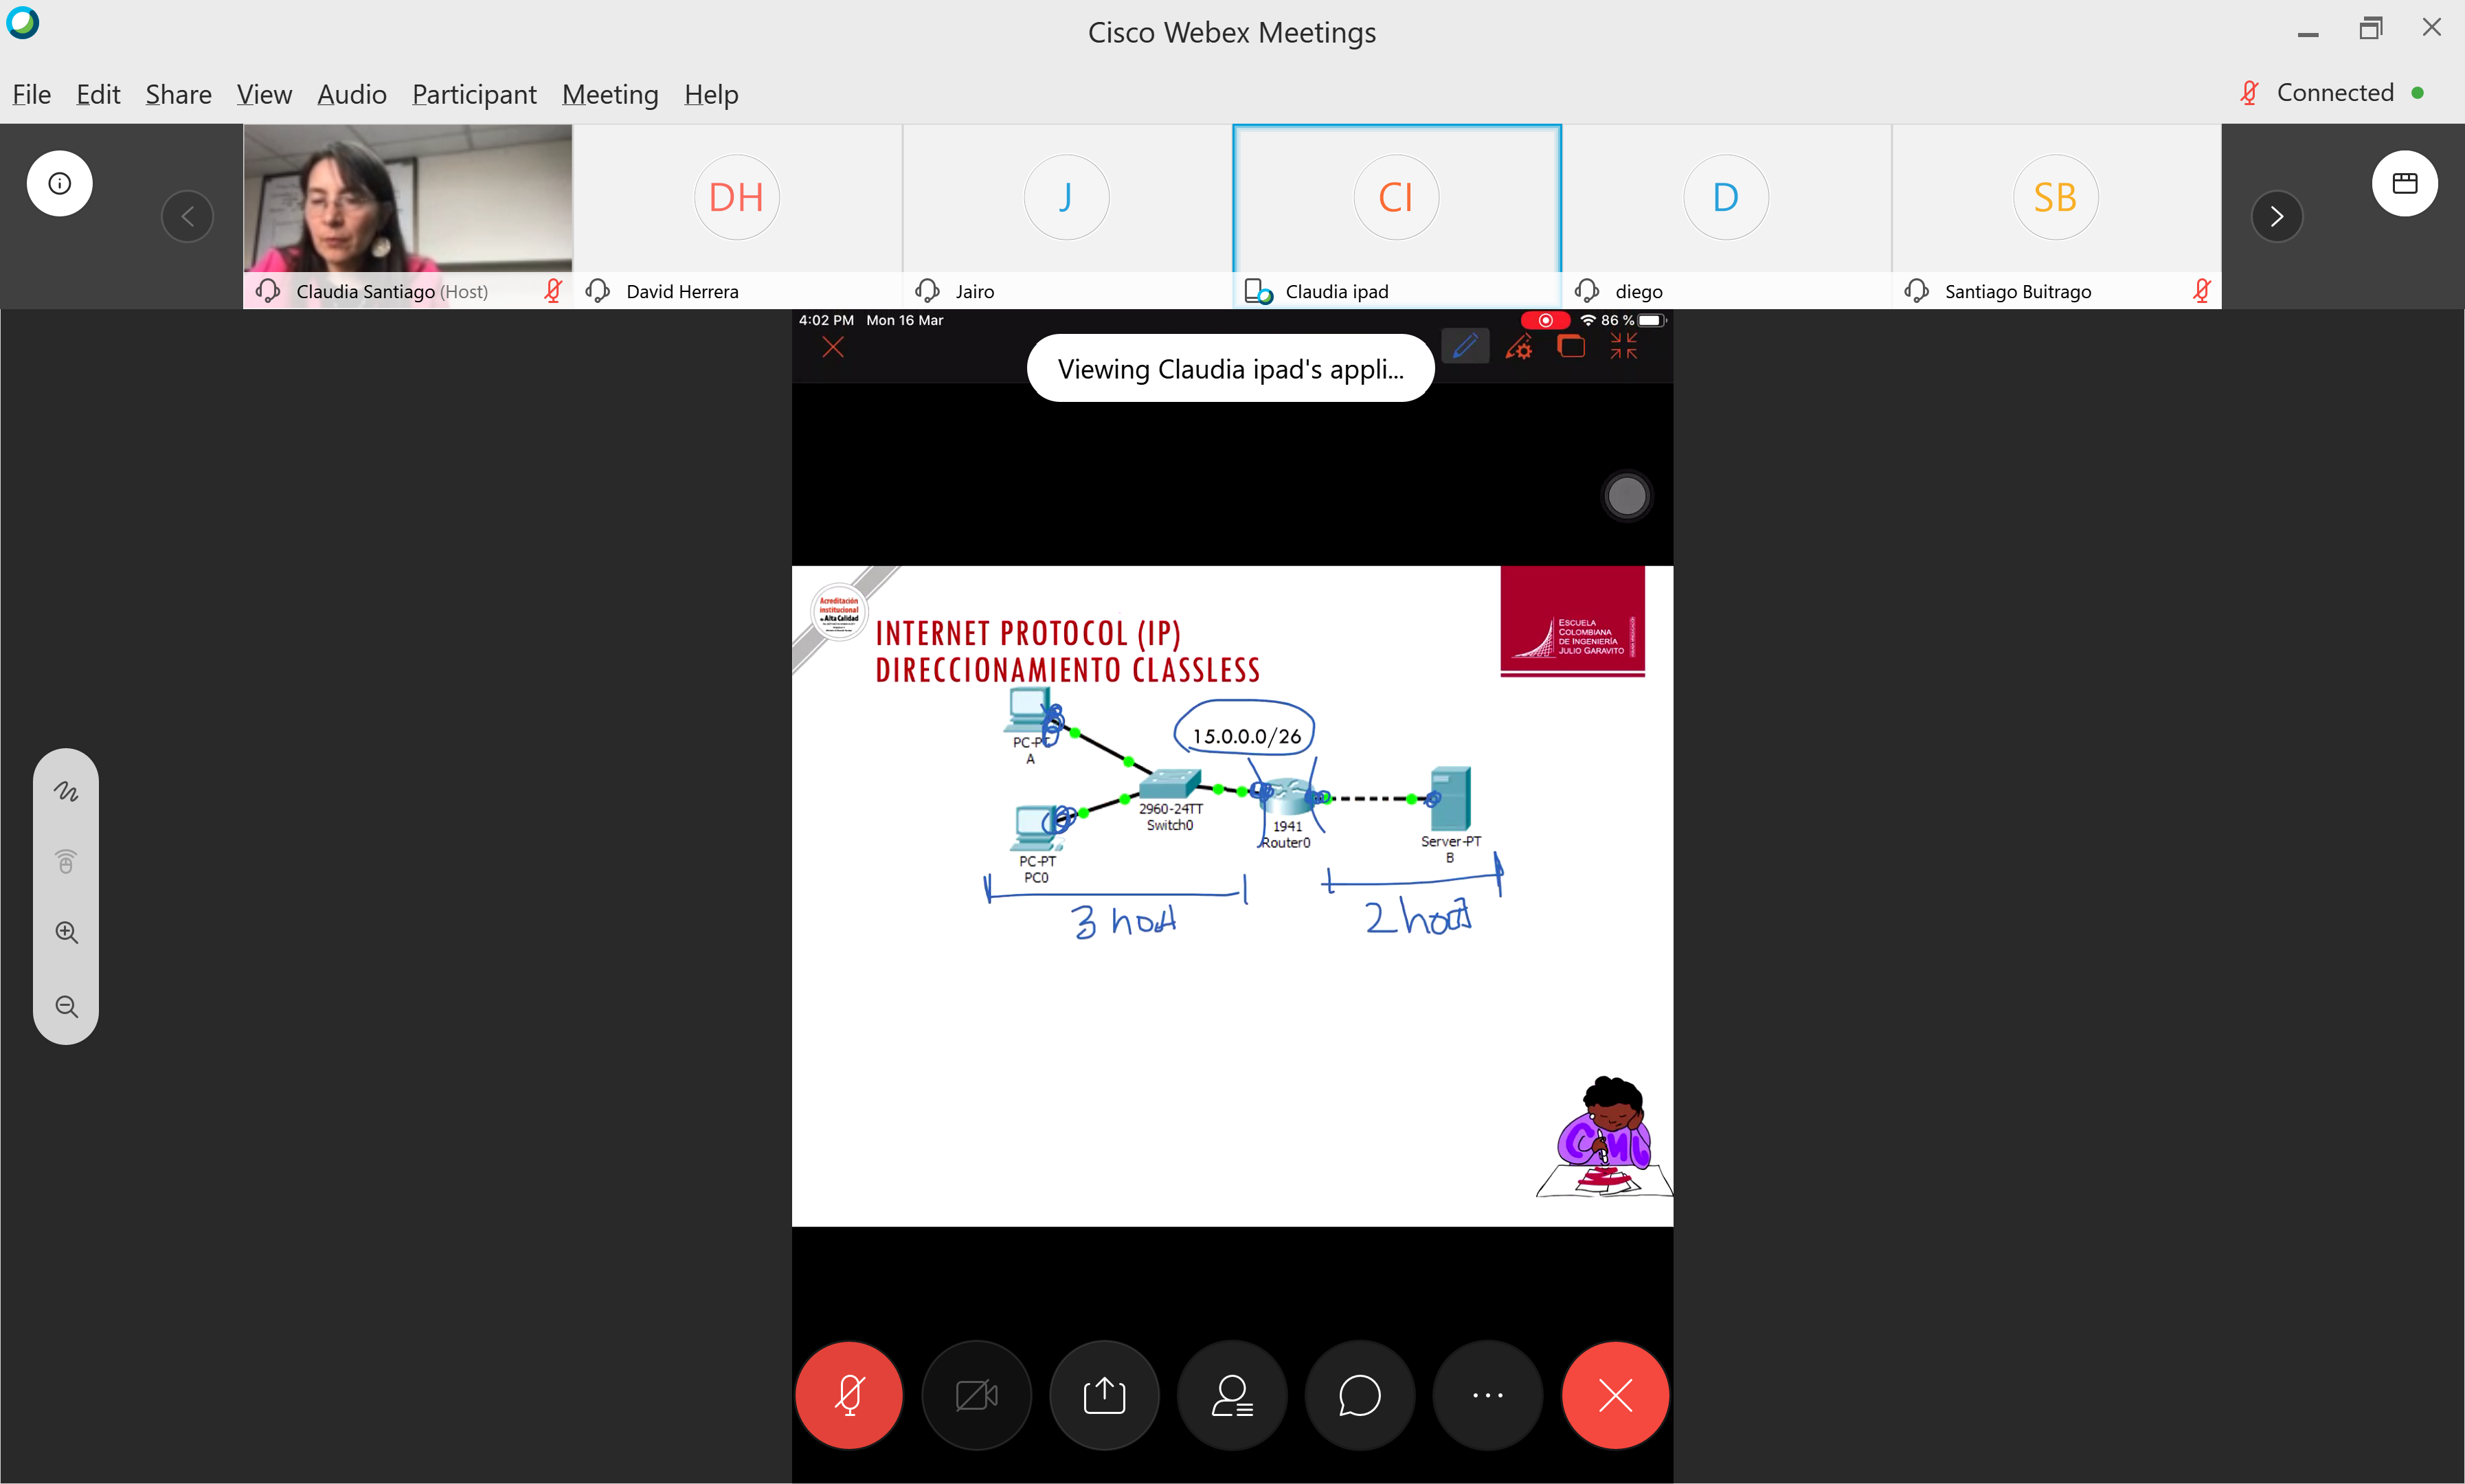 Cisco Webex Meetings
File Edit Share View Audio Participant Meeting Help
Connected
DH
J
CI
D
SB
Claudia Santiago (Host)
David Herrera
Jairo
Claudia ipad
diego
Santiago Buitrago
4:02 PM Mon 16 Mar
86 %
Viewing Claudia ipad's appli...
Acreditación
institucional
de Alta Calidad
INTERNET PROTOCOL (IP)
DIRECCIONAMIENTO CLASSLESS
ESCUELA
COLOMBIANA
DE INGENIERÍA
JULIO GARAVITO
PC-PT
A
15.0.0.0/26
2960-24TT
Switch0
1941
Router0
Server-PT
B
PC-PT
PC0
3 host
2 host